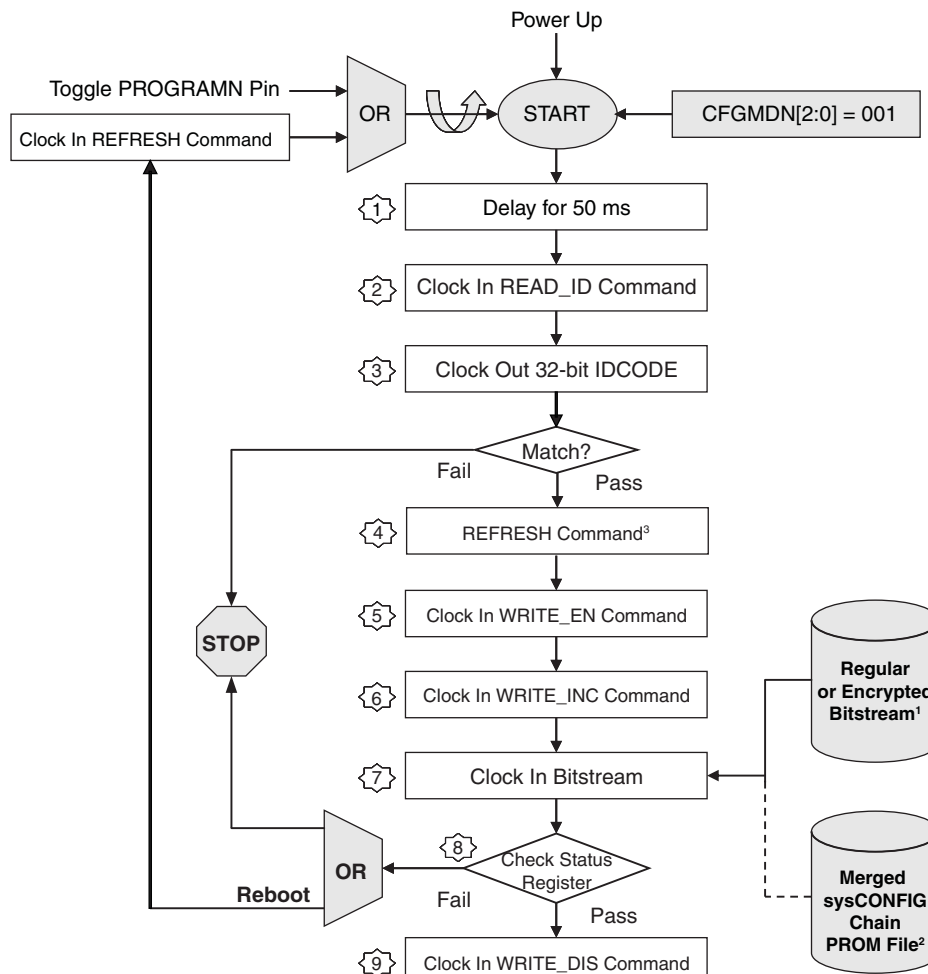 Power Up
Toggle PROGRAMN Pin
OR
START
CFGMDN[2:0] = 001
Clock In REFRESH Command
1
Delay for 50 ms
2
Clock In READ_ID Command
3
Clock Out 32-bit IDCODE
Match?
Fail
Pass
4
REFRESH Command³
5
Clock In WRITE_EN Command
STOP
Regular
or Encrypted
Bitstream¹
6
Clock In WRITE_INC Command
7
Clock In Bitstream
8
Check Status
Register
OR
Reboot
Fail
Pass
Merged
sysCONFIG
Chain
PROM File²
9
Clock In WRITE_DIS Command